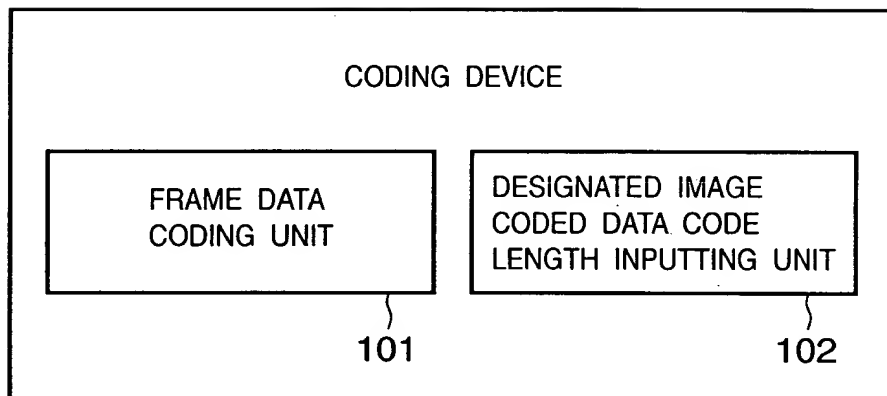 CODING DEVICE
FRAME DATA
CODING UNIT
101
DESIGNATED IMAGE
CODED DATA CODE
LENGTH INPUTTING UNIT
102